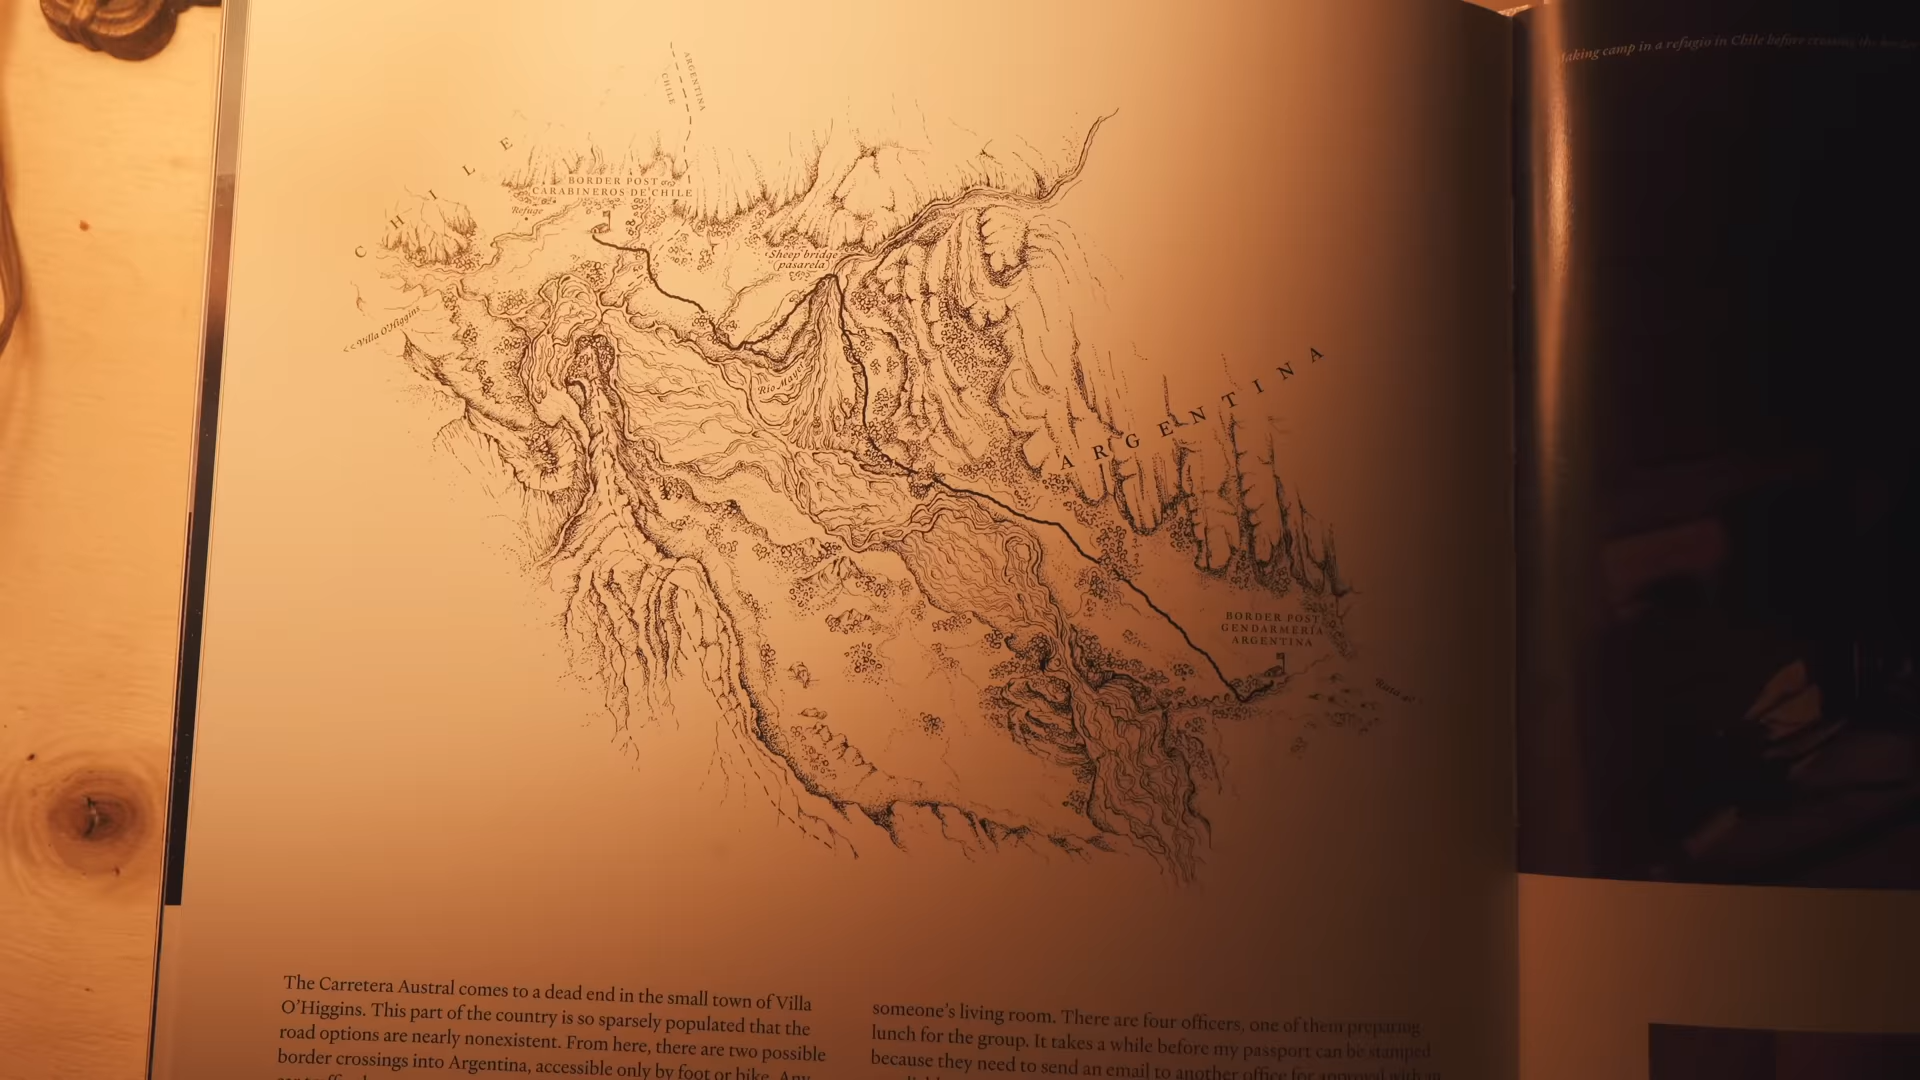 Making camp in a refugio in Chile before crossing the
ARGENTINA
CHILE
CHILE
BORDER POST
CARABINEROS DE CHILE
Refuge
Sheep bridge
(pasarela)
<<Villa O'Higgins
Rio Mayer
ARGENTINA
BORDER POST
GENDARMERÍA
ARGENTINA
Ruta
The Carretera Austral comes to a dead end in the small town of Villa
O'Higgins. This part of the country is so sparsely populated that the
road options are nearly nonexistent. From here, there are two possible
border crossings into Argentina, accessible only by foot or bike. Any
someone's living room. There are four officers, one of them preparing
lunch for the group. It takes a while before my passport can be stamped
because they need to send an email to another office for approval with an